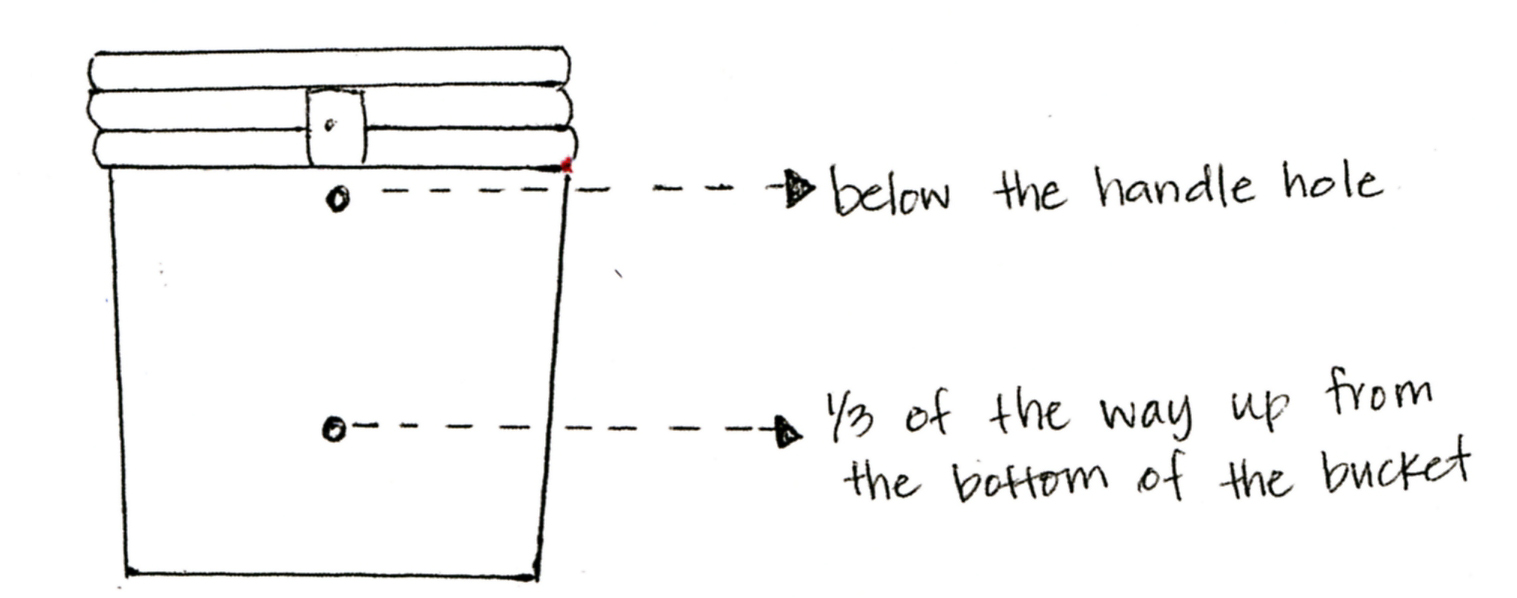 below the handle hole
1/3 of the way up from
the bottom of the bucket